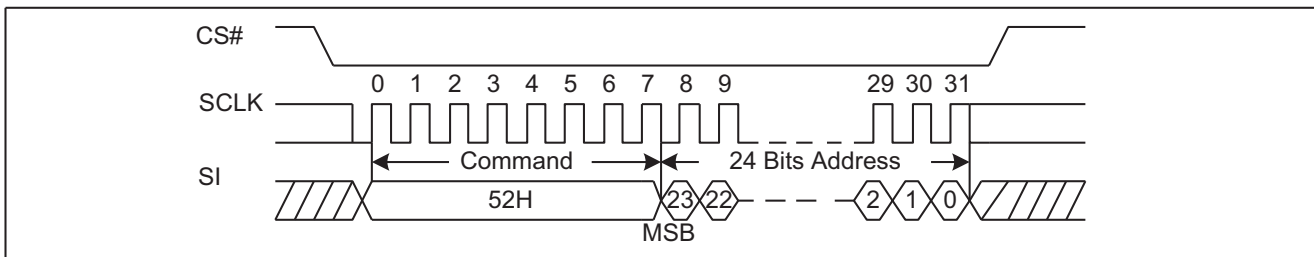 CS#
0 1 2 3 4 5 6 7 8 9 29 30 31
SCLK
Command 24 Bits Address
SI
52H 23 22 2 1 0
MSB